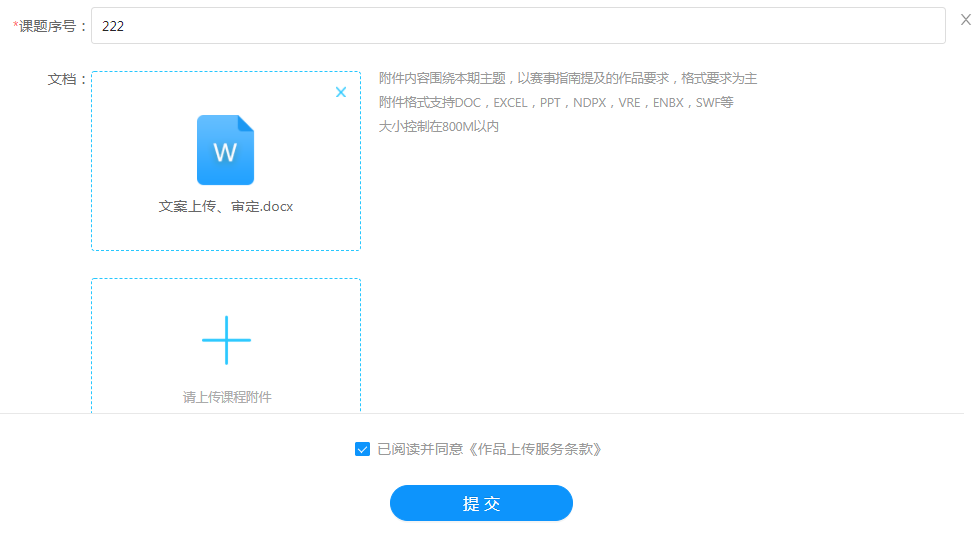 *课题序号：222
X
文档：
附件内容围绕本期主题，以赛事指南提及的作品要求，格式要求为主
附件格式支持DOC，EXCEL，PPT，NDPX，VRE，ENBX，SWF等
大小控制在800M以内
W
文案上传、审定.docx
请上传课程附件
已阅读并同意《作品上传服务条款》
提交